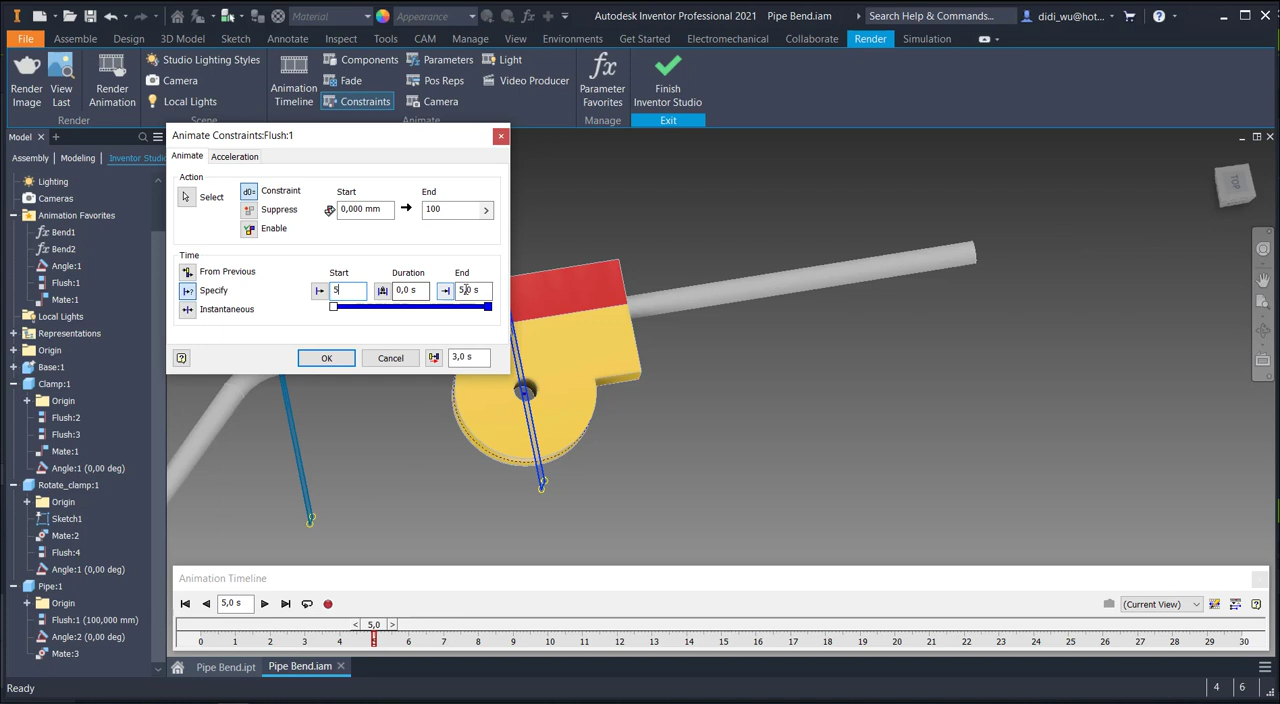 Material
Appearance
Autodesk Inventor Professional 2021
Pipe Bend.iam
Search Help & Commands...
didi_wu@hot...
File
Assemble
Design
3D Model
Sketch
Annotate
Inspect
Tools
CAM
Manage
View
Environments
Get Started
Electromechanical
Collaborate
Render
Simulation
Render Image
View Last
Render Animation
Studio Lighting Styles
Camera
Local Lights
Animation Timeline
Components
Fade
Constraints
Parameters
Pos Reps
Camera
Light
Video Producer
Parameter Favorites
Finish Inventor Studio
Render
Scene
Animate
Manage
Exit
Model
Assembly
Modeling
Inventor Studio
Lighting
Cameras
Animation Favorites
Bend1
Bend2
Angle:1
Flush:1
Mate:1
Local Lights
Representations
Origin
Base:1
Clamp:1
Origin
Flush:2
Flush:3
Mate:1
Angle:1 (0,00 deg)
Rotate_clamp:1
Origin
Sketch1
Mate:2
Flush:4
Angle:1 (0,00 deg)
Pipe:1
Origin
Flush:1 (100,000 mm)
Angle:2 (0,00 deg)
Mate:3
Animate Constraints:Flush:1
Animate
Acceleration
Action
Select
Constraint
Suppress
Enable
Start
0,000 mm
End
100
Time
From Previous
Specify
Instantaneous
Start
Duration
End
5
0,0 s
5,0 s
OK
Cancel
3,0 s
TOP
Animation Timeline
5,0 s
(Current View)
< 5,0 >
0 1 2 3 4 5 6 7 8 9 10 11 12 13 14 15 16 17 18 19 20 21 22 23 24 25 26 27 28 29 30
Pipe Bend.ipt
Pipe Bend.iam
Ready
4
6